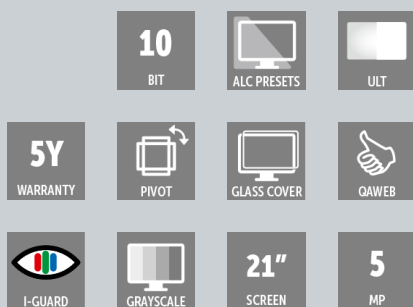 10
BIT
ALC PRESETS
ULT
5Y
WARRANTY
PIVOT
GLASS COVER
QAWEB
I-GUARD
GRAYSCALE
21"
SCREEN
5
MP